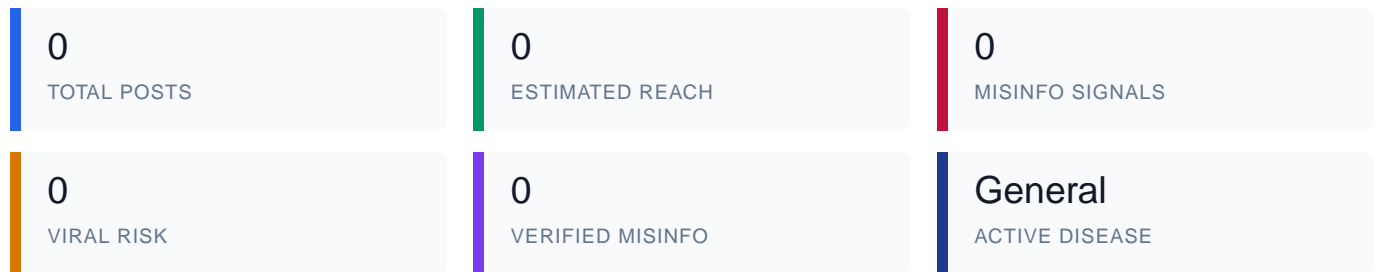 0
TOTAL POSTS
0
ESTIMATED REACH
0
MISINFO SIGNALS
0
VIRAL RISK
0
VERIFIED MISINFO
General
ACTIVE DISEASE